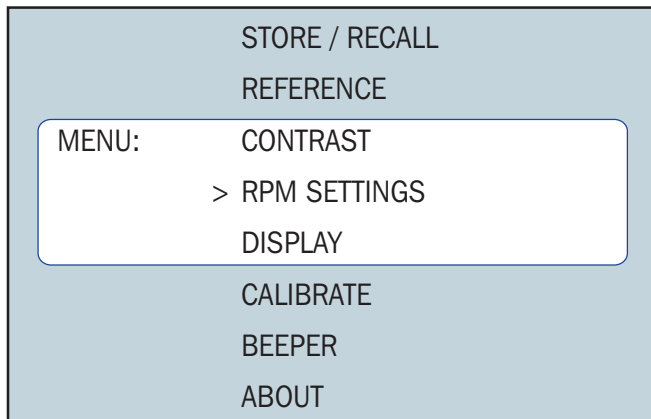 STORE / RECALL
REFERENCE
MENU: CONTRAST
> RPM SETTINGS
DISPLAY
CALIBRATE
BEEPER
ABOUT